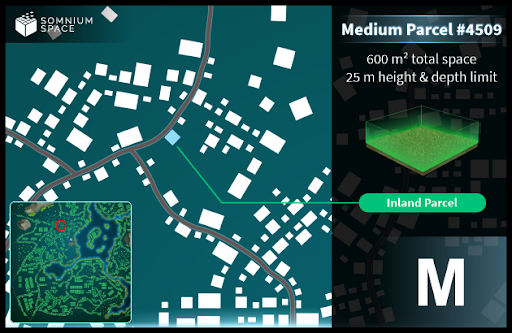 SOMNIUM
SPACE
Medium Parcel #4509
600 m² total space
25 m height & depth limit
Inland Parcel
M